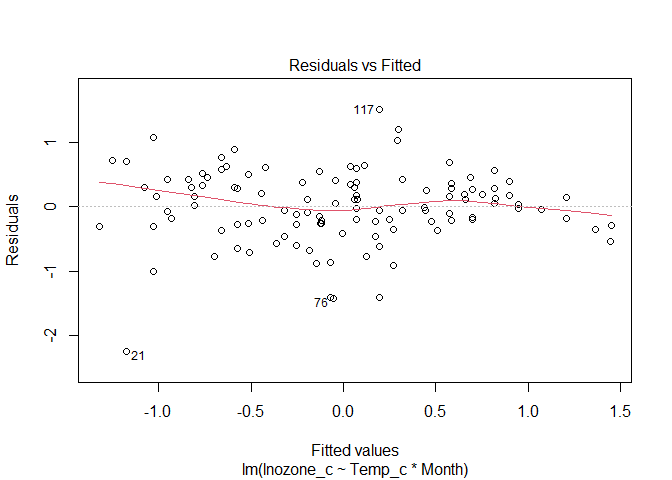 Residuals vs Fitted
Residuals
1
0
-1
-2
117
76
21
-1.0 -0.5 0.0 0.5 1.0 1.5
Fitted values
lm(lnozone_c ~ Temp_c * Month)